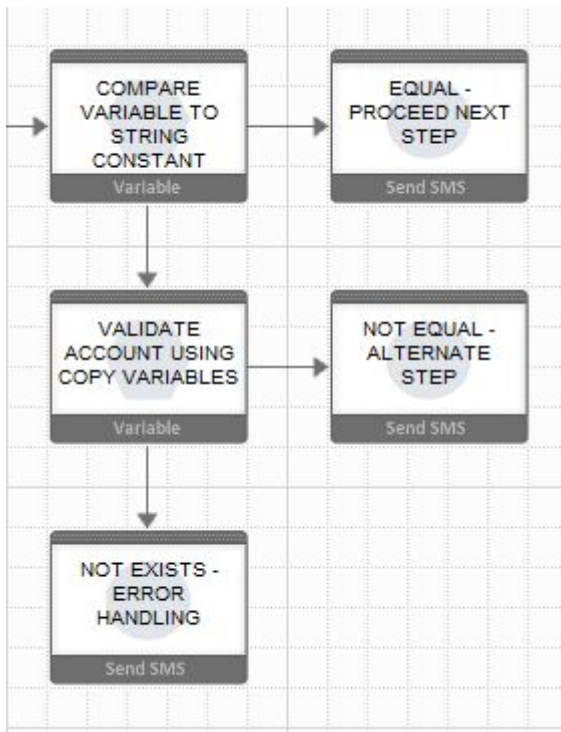 COMPARE
VARIABLE TO
STRING
CONSTANT
Variable
EQUAL -
PROCEED NEXT
STEP
Send SMS
VALIDATE
ACCOUNT USING
COPY VARIABLES
Variable
NOT EQUAL -
ALTERNATE
STEP
Send SMS
NOT EXISTS -
ERROR
HANDLING
Send SMS